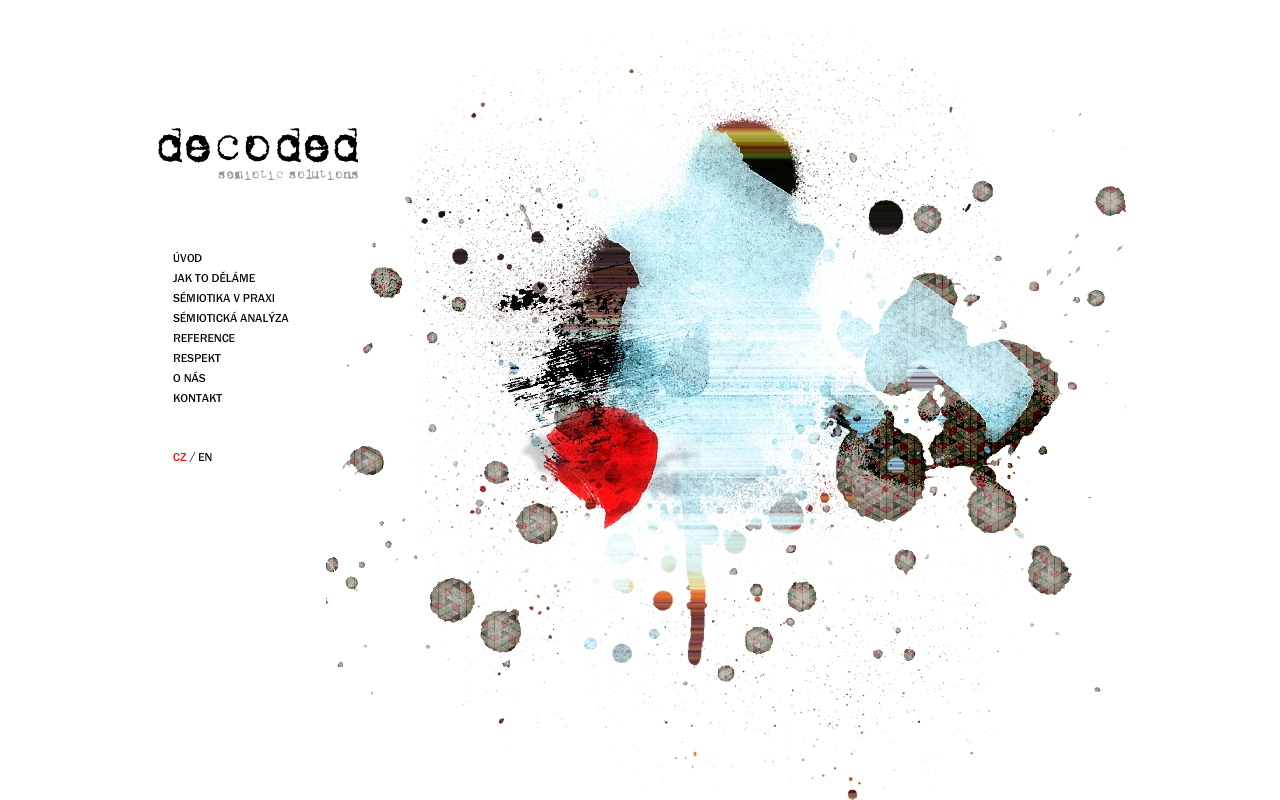 decoded
semiotic solutions
ÚVOD
JAK TO DĚLÁME
SÉMIOTIKA V PRAXI
SÉMIOTICKÁ ANALÝZA
REFERENCE
RESPEKT
O NÁS
KONTAKT
CZ / EN